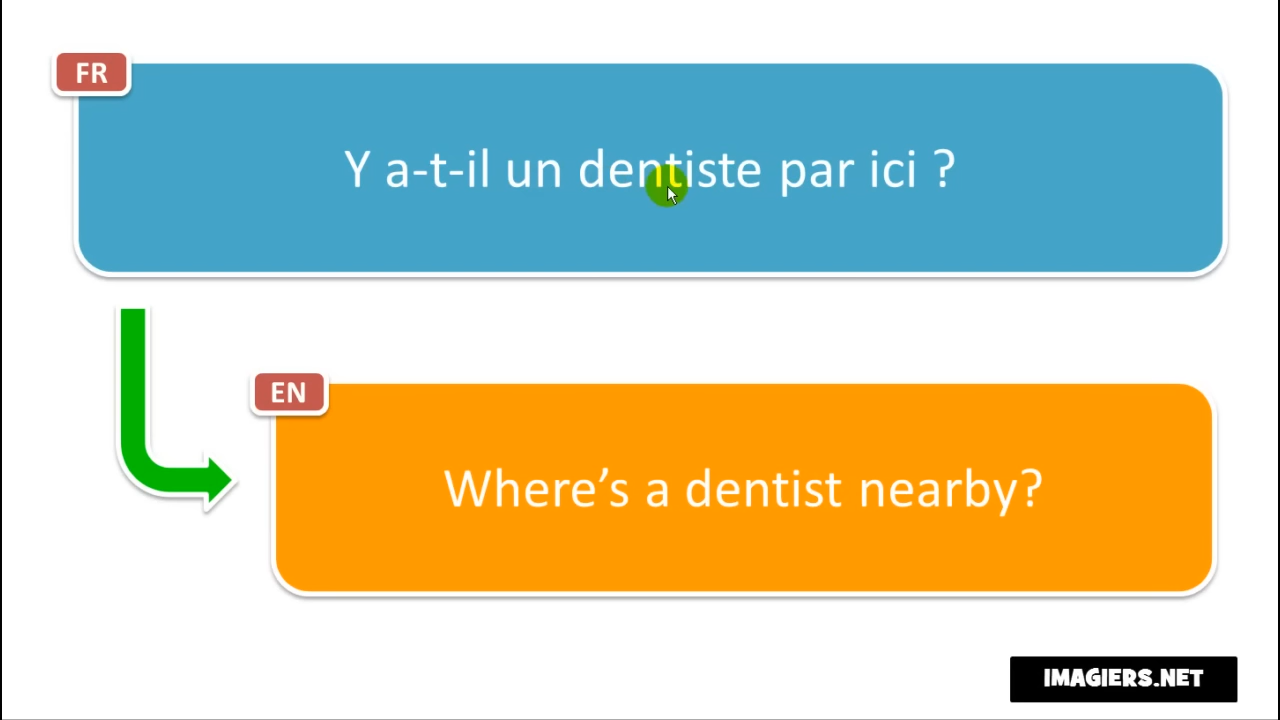 FR
Y a-t-il un dentiste par ici ?
EN
Where’s a dentist nearby?
IMAGIERS.NET